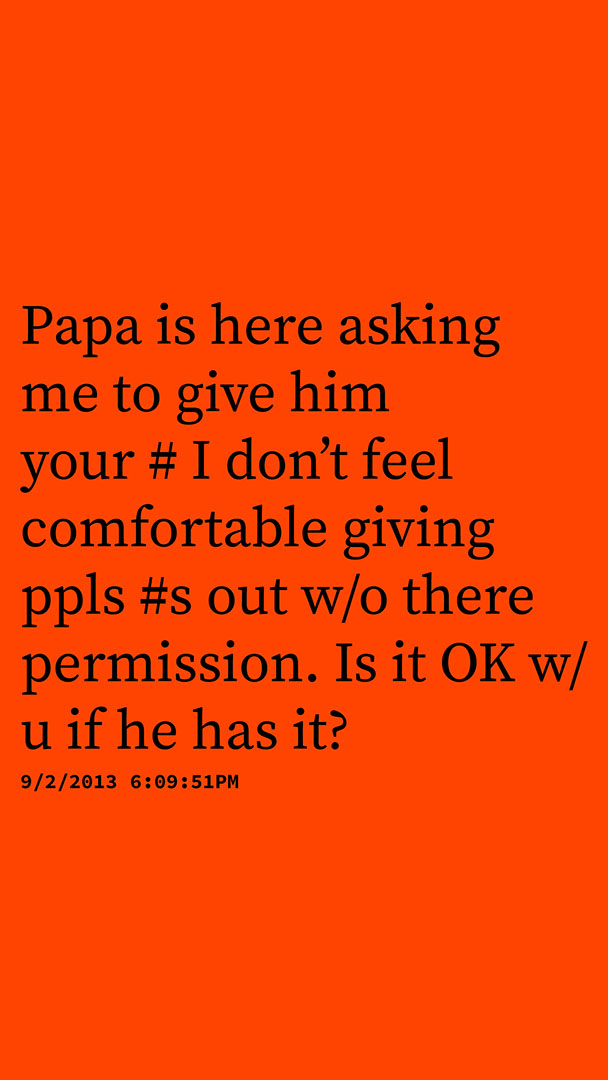 Papa is here asking
me to give him
your # I don’t feel
comfortable giving
ppls #s out w/o there
permission. Is it OK w/
u if he has it?
9/2/2013 6:09:51PM